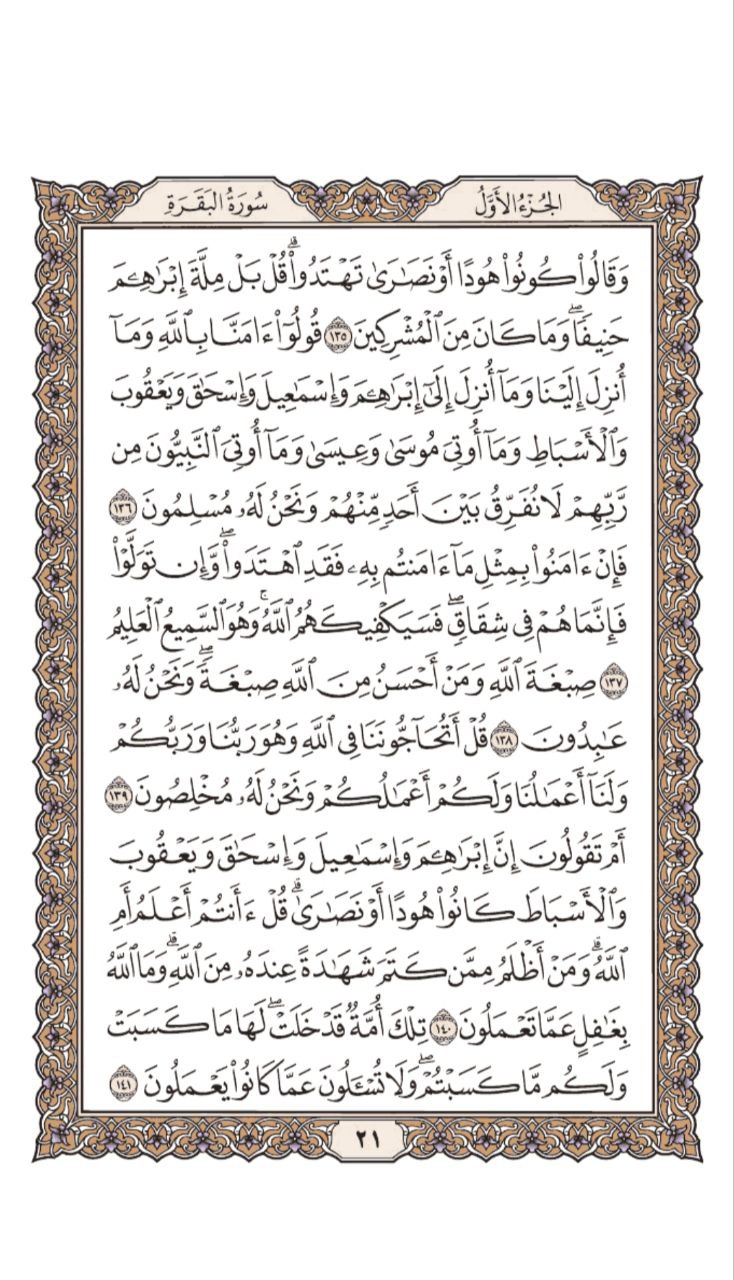 الجُزْءُ الأَوَّلُ
سُورَةُ البَقَرَةِ
وَقَالُوا۟ كُونُوا۟ هُودًا أَوْ نَصَـٰرَىٰ تَهْتَدُوا۟ ۗ قُلْ بَلْ مِلَّةَ إِبْرَٰهِـۧمَ
حَنِيفًا ۖ وَمَا كَانَ مِنَ ٱلْمُشْرِكِينَ ١٣٥ قُولُوٓا۟ ءَامَنَّا بِٱللَّهِ وَمَآ
أُنزِلَ إِلَيْنَا وَمَآ أُنزِلَ إِلَىٰٓ إِبْرَٰهِـۧمَ وَإِسْمَـٰعِيلَ وَإِسْحَـٰقَ وَيَعْقُوبَ
وَٱلْأَسْبَاطِ وَمَآ أُوتِىَ مُوسَىٰ وَعِيسَىٰ وَمَآ أُوتِىَ ٱلنَّبِيُّونَ مِن
رَّبِّهِمْ لَا نُفَرِّقُ بَيْنَ أَحَدٍ مِّنْهُمْ وَنَحْنُ لَهُۥ مُسْلِمُونَ ١٣٦
فَإِنْ ءَامَنُوا۟ بِمِثْلِ مَآ ءَامَنتُم بِهِۦ فَقَدِ ٱهْتَدَوا۟ ۖ وَّإِن تَوَلَّوْا۟
فَإِنَّمَا هُمْ فِى شِقَاقٍ ۖ فَسَيَكْفِيكَهُمُ ٱللَّهُ ۚ وَهُوَ ٱلسَّمِيعُ ٱلْعَلِيمُ
١٣٧ صِبْغَةَ ٱللَّهِ وَمَنْ أَحْسَنُ مِنَ ٱللَّهِ صِبْغَةً ۖ وَنَحْنُ لَهُۥ
عَـٰبِدُونَ ١٣٨ قُلْ أَتُحَآجُّونَنَا فِى ٱللَّهِ وَهُوَ رَبُّنَا وَرَبُّكُمْ
وَلَنَآ أَعْمَـٰلُنَا وَلَكُمْ أَعْمَـٰلُكُمْ وَنَحْنُ لَهُۥ مُخْلِصُونَ ١٣٩
أَمْ تَقُولُونَ إِنَّ إِبْرَٰهِـۧمَ وَإِسْمَـٰعِيلَ وَإِسْحَـٰقَ وَيَعْقُوبَ
وَٱلْأَسْبَاطَ كَانُوا۟ هُودًا أَوْ نَصَـٰرَىٰ ۗ قُلْ ءَأَنتُمْ أَعْلَمُ أَمِ
ٱللَّهُ ۗ وَمَنْ أَظْلَمُ مِمَّن كَتَمَ شَهَـٰدَةً عِندَهُۥ مِنَ ٱللَّهِ ۗ وَمَا ٱللَّهُ
بِغَـٰفِلٍ عَمَّا تَعْمَلُونَ ١٤٠ تِلْكَ أُمَّةٌ قَدْ خَلَتْ ۖ لَهَا مَا كَسَبَتْ
وَلَكُم مَّا كَسَبْتُمْ ۖ وَلَا تُسْـَٔلُونَ عَمَّا كَانُوا۟ يَعْمَلُونَ ١٤١
٢١